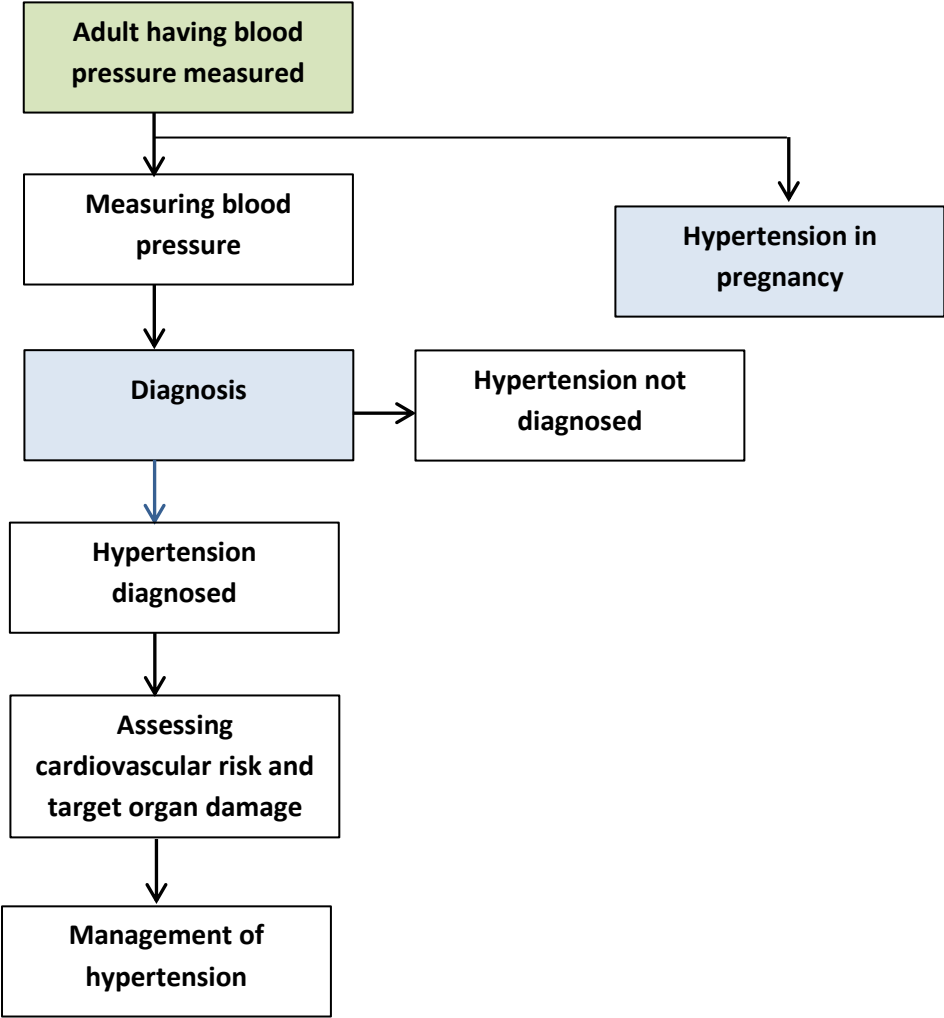 Adult having blood
pressure measured
Measuring blood
pressure
Hypertension in
pregnancy
Diagnosis
Hypertension not
diagnosed
Hypertension
diagnosed
Assessing
cardiovascular risk and
target organ damage
Management of
hypertension